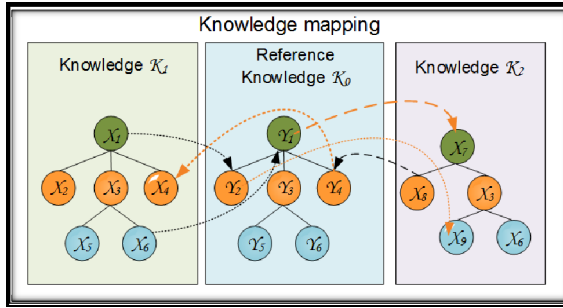 Knowledge mapping
Knowledge K₁
Reference
Knowledge K₀
Knowledge K₂
X₁
X₂
X₃
X₄
X₅
X₆
Y₁
Y₂
Y₃
Y₄
Y₅
Y₆
X₇
X₈
X₃
X₉
X₆